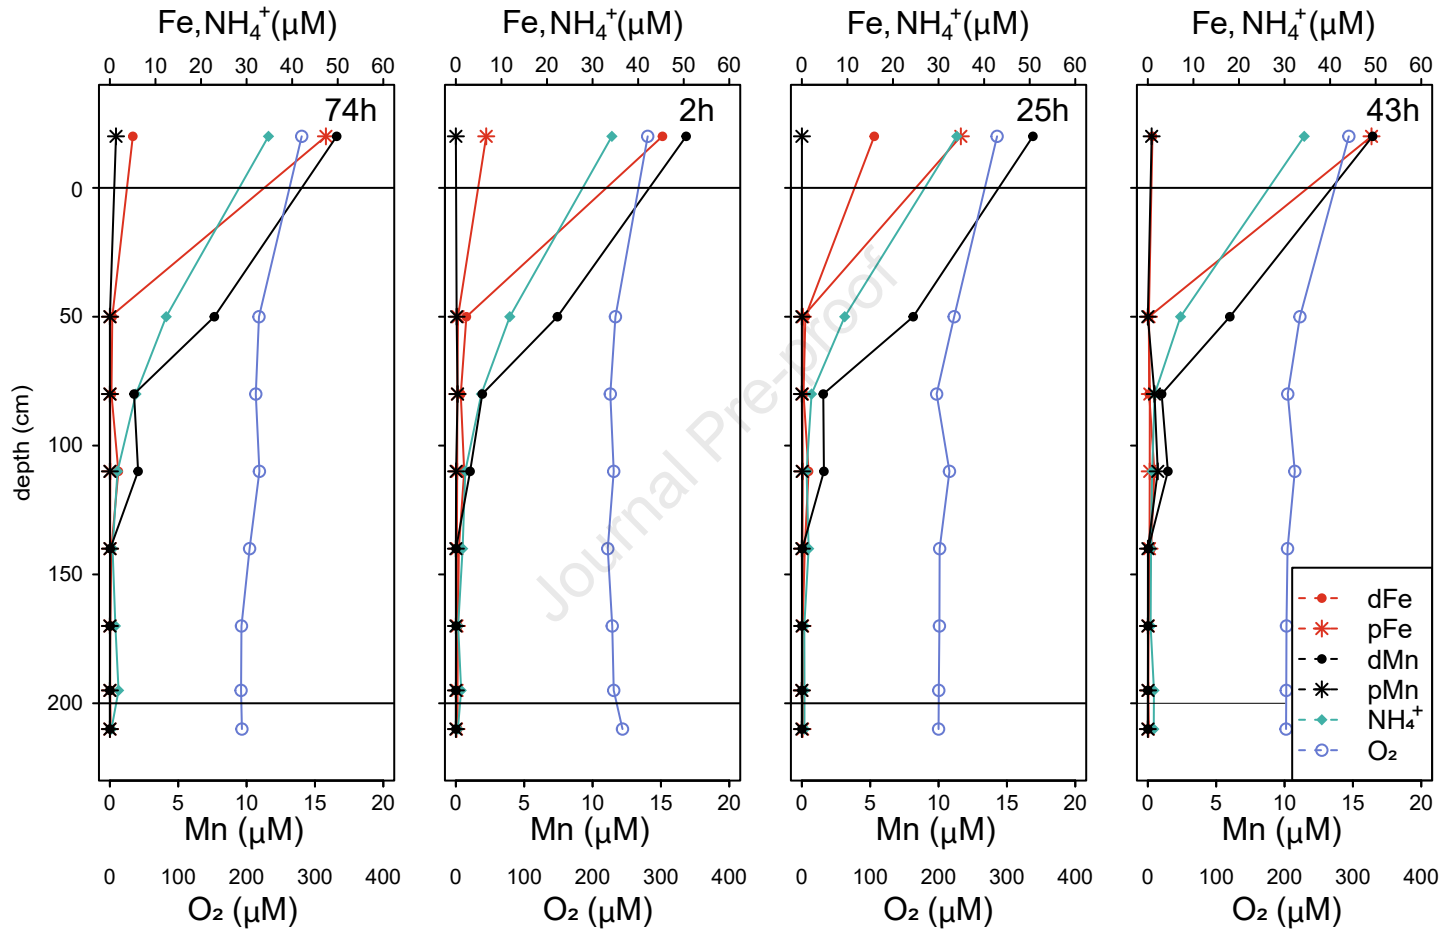 Fe, NH₄⁺(µM) Fe, NH₄⁺(µM) Fe, NH₄⁺(µM) Fe, NH₄⁺(µM)
0 10 20 30 40 50 60 0 10 20 30 40 50 60 0 10 20 30 40 50 60 0 10 20 30 40 50 60
74h 2h 25h 43h
0
50
100
150
200
depth (cm)
Journal Pre-proof
dFe
pFe
dMn
pMn
NH₄⁺
O₂
0 5 10 15 20 0 5 10 15 20 0 5 10 15 20 0 5 10 15 20
Mn (µM) Mn (µM) Mn (µM) Mn (µM)
0 100 200 300 400 0 100 200 300 400 0 100 200 300 400 0 100 200 300 400
O₂ (µM) O₂ (µM) O₂ (µM) O₂ (µM)